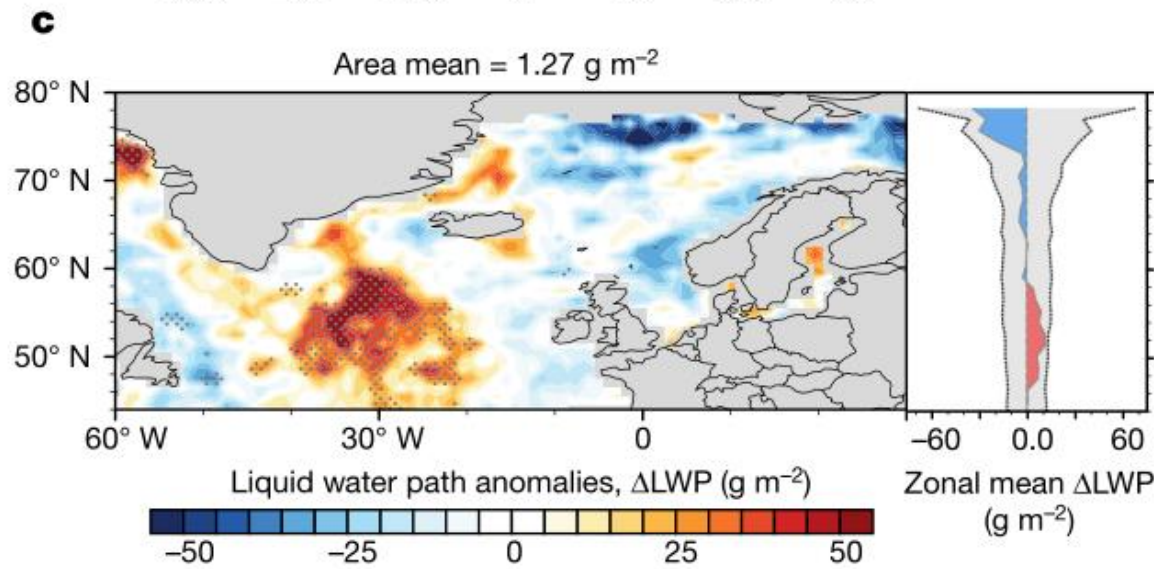 c
Area mean = 1.27 g m⁻²
80° N
70° N
60° N
50° N
60° W 30° W 0 −60 0.0 60
Liquid water path anomalies, ΔLWP (g m⁻²)
−50 −25 0 25 50
Zonal mean ΔLWP
(g m⁻²)